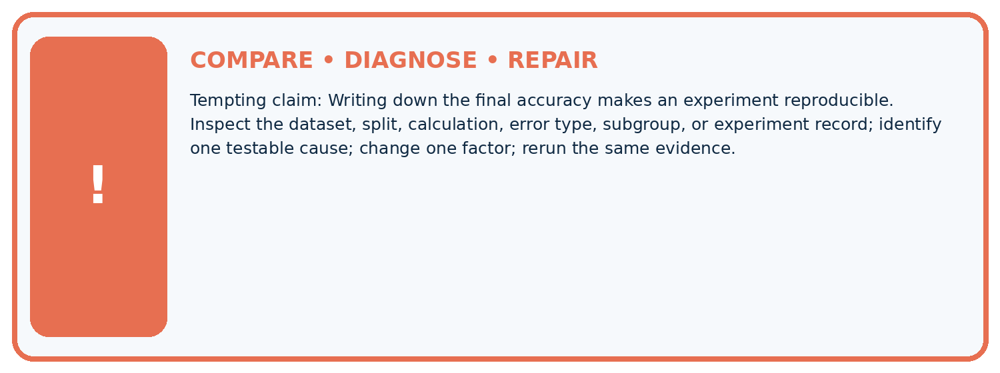 !
COMPARE • DIAGNOSE • REPAIR
Tempting claim: Writing down the final accuracy makes an experiment reproducible.
Inspect the dataset, split, calculation, error type, subgroup, or experiment record; identify
one testable cause; change one factor; rerun the same evidence.